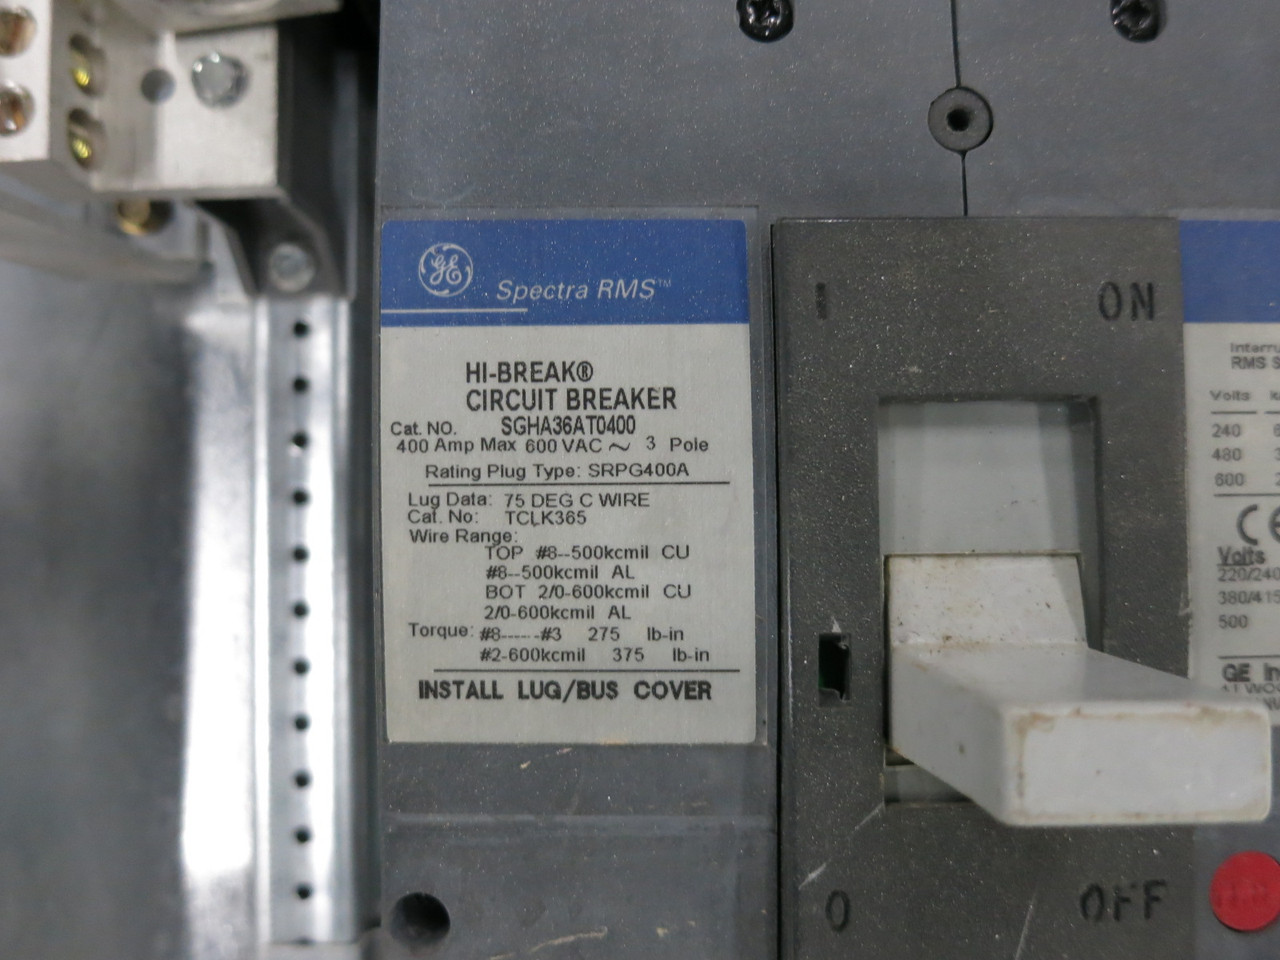 GE
Spectra RMS™
HI-BREAK®
CIRCUIT BREAKER
Cat. NO. SGHA36AT0400
400 Amp Max 600 VAC ~ 3 Pole
Rating Plug Type: SRPG400A
Lug Data: 75 DEG C WIRE
Cat. No: TCLK365
Wire Range:
TOP #8--500kcmil CU
#8--500kcmil AL
BOT 2/0-600kcmil CU
2/0-600kcmil AL
Torque: #8------#3 275 lb-in
#2-600kcmil 375 lb-in
INSTALL LUG/BUS COVER
I ON
O OFF
RMS
Volts
240
480
600
CE
Volts
220/240
380/415
500
GE